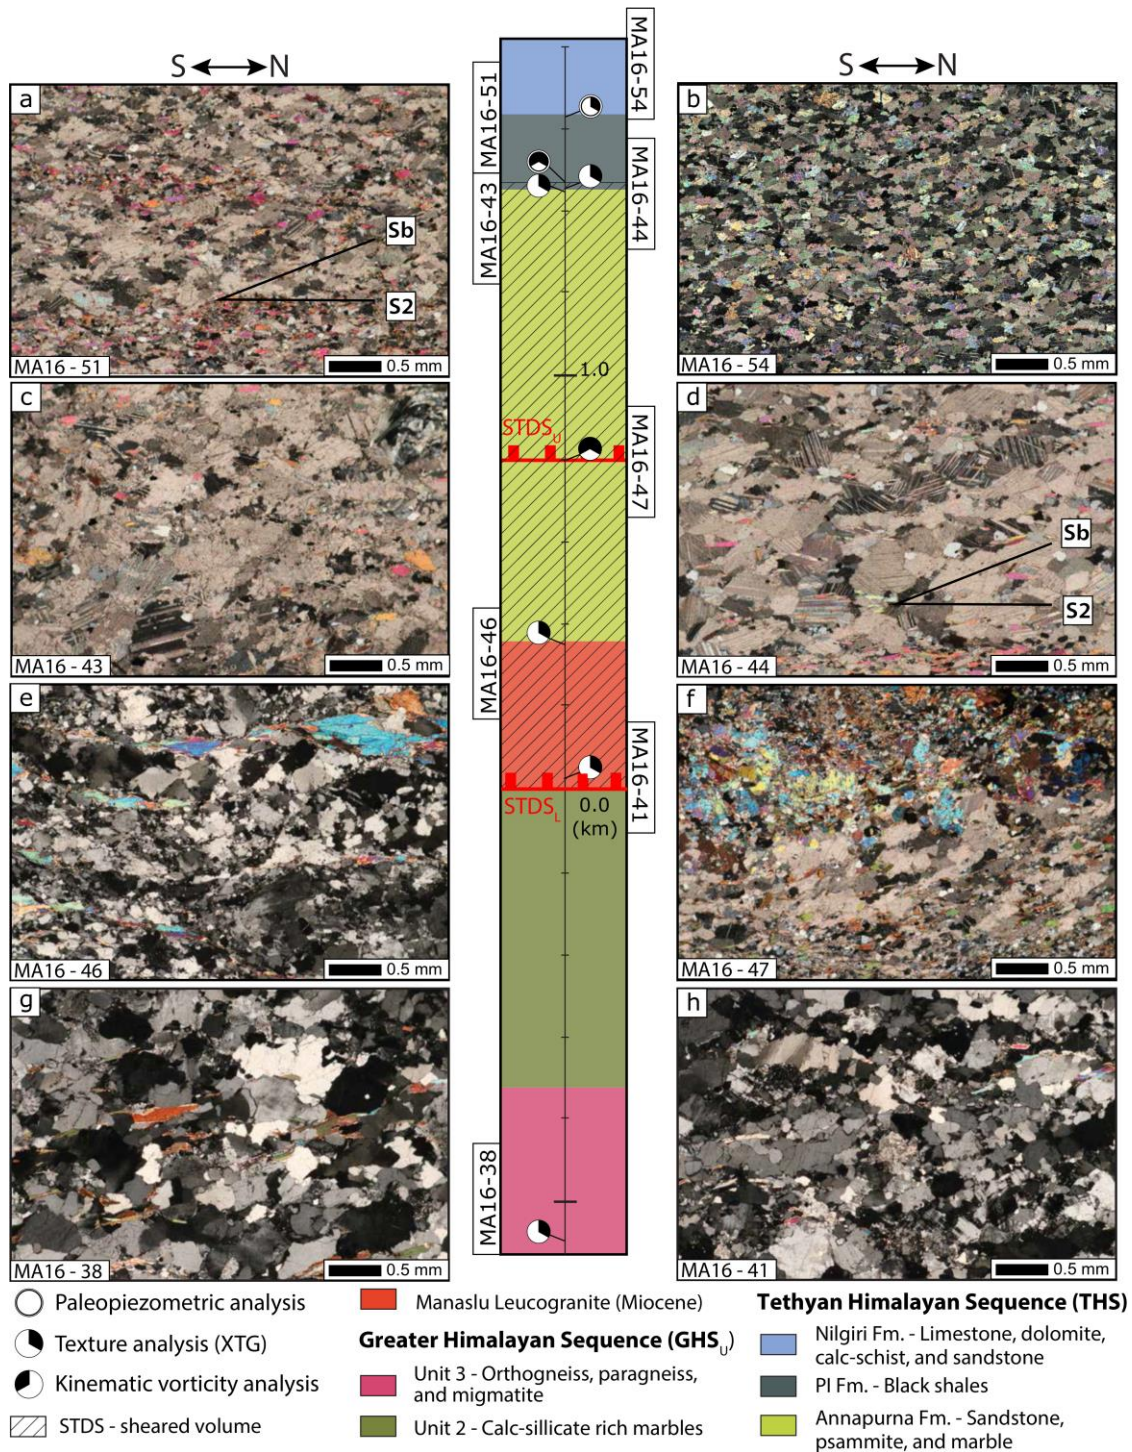 S N
S N
a
Sb
S2
MA16 - 51
0.5 mm
b
MA16 - 54
0.5 mm
c
MA16 - 43
0.5 mm
d
Sb
S2
MA16 - 44
0.5 mm
e
MA16 - 46
0.5 mm
f
MA16 - 47
0.5 mm
g
MA16 - 38
0.5 mm
h
MA16 - 41
0.5 mm
MA16-51
MA16-54
MA16-43
MA16-44
1.0
STDSU
MA16-47
MA16-46
MA16-41
STDSL
0.0
(km)
MA16-38
Paleopiezometric analysis
Texture analysis (XTG)
Kinematic vorticity analysis
STDS - sheared volume
Manaslu Leucogranite (Miocene)
Greater Himalayan Sequence (GHSU)
Unit 3 - Orthogneiss, paragneiss,
and migmatite
Unit 2 - Calc-sillicate rich marbles
Tethyan Himalayan Sequence (THS)
Nilgiri Fm. - Limestone, dolomite,
calc-schist, and sandstone
PI Fm. - Black shales
Annapurna Fm. - Sandstone,
psammite, and marble